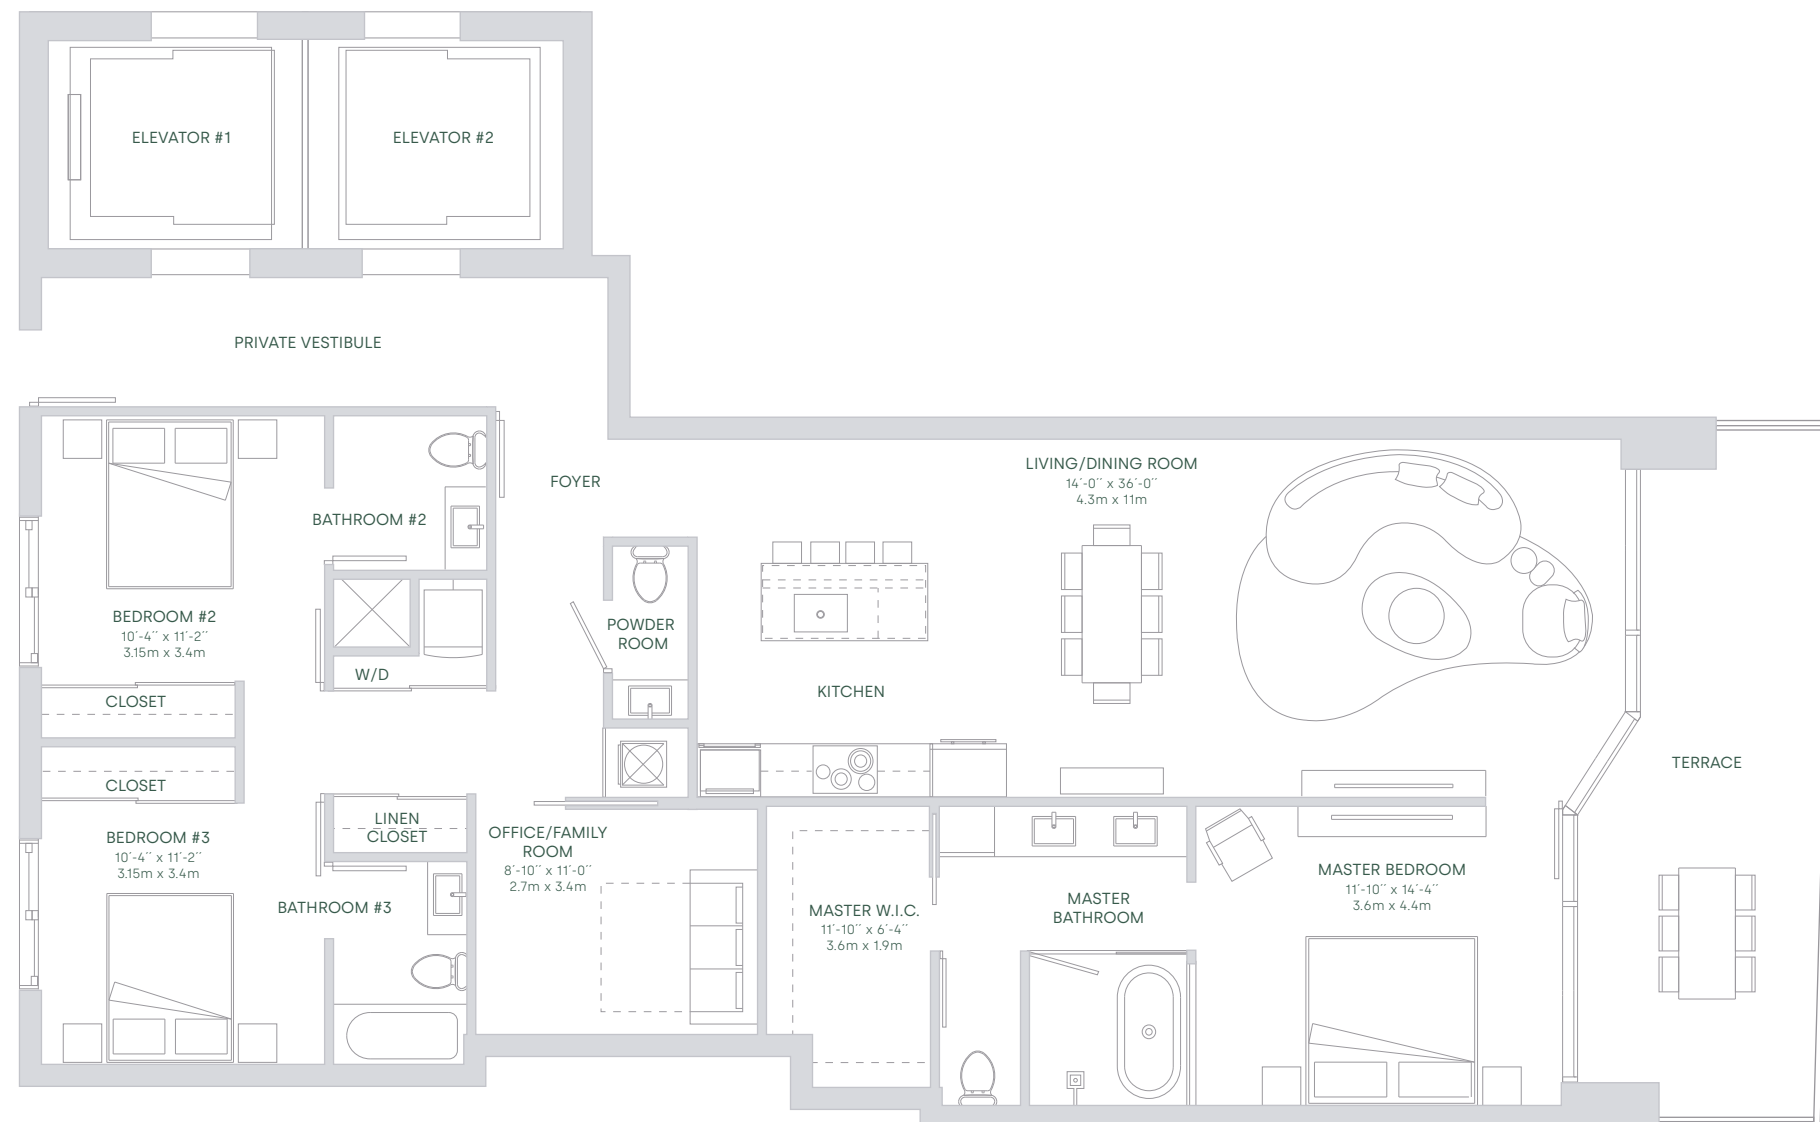 ELEVATOR #1
ELEVATOR #2
PRIVATE VESTIBULE
FOYER
LIVING/DINING ROOM
14´-0´´ x 36´-0´´
4.3m x 11m
BATHROOM #2
BEDROOM #2
10´-4´´ x 11´-2´´
3.15m x 3.4m
POWDER
ROOM
W/D
KITCHEN
CLOSET
CLOSET
TERRACE
LINEN
CLOSET
BEDROOM #3
10´-4´´ x 11´-2´´
3.15m x 3.4m
OFFICE/FAMILY
ROOM
8´-10´´ x 11´-0´´
2.7m x 3.4m
BATHROOM #3
MASTER W.I.C.
11´-10´´ x 6´-4´´
3.6m x 1.9m
MASTER
BATHROOM
MASTER BEDROOM
11´-10´´ x 14´-4´´
3.6m x 4.4m